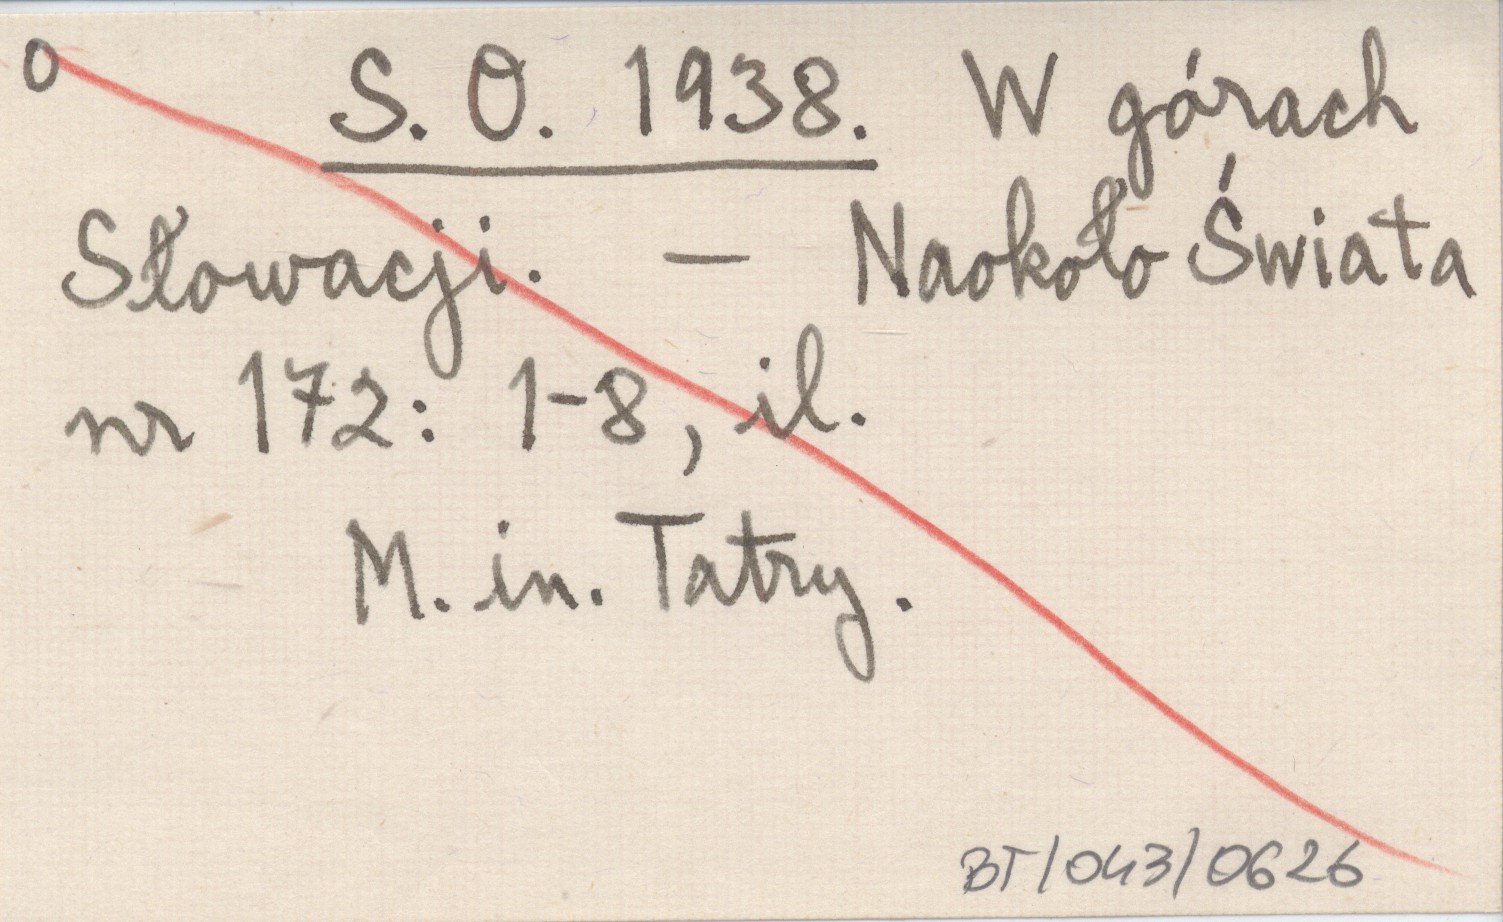 O S. O. 1938. W górach
Słowacji. — Naokoło Świata
nr 172: 1-8, il.
M. in. Tatry.
BT/043/0626